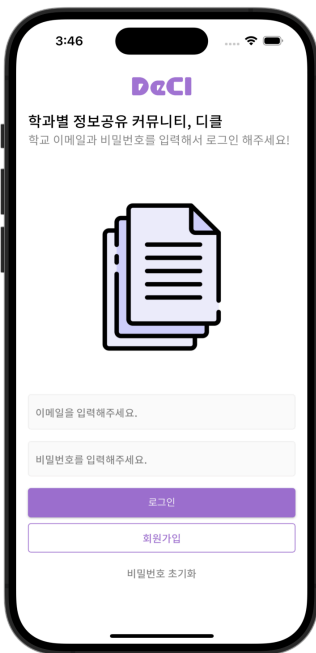 3:46
DeCl
학과별 정보공유 커뮤니티, 디클
학교 이메일과 비밀번호를 입력해서 로그인 해주세요!
이메일을 입력해주세요.
비밀번호를 입력해주세요.
로그인
회원가입
비밀번호 초기화